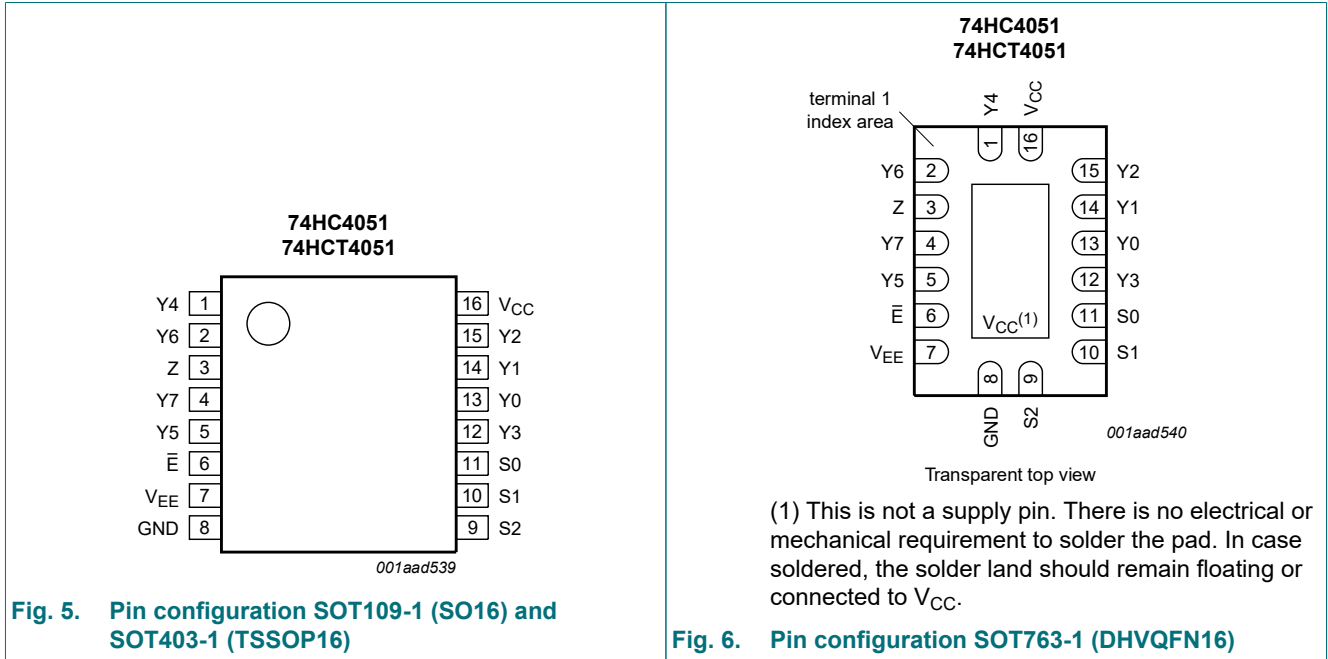 74HC4051
74HCT4051
Y4 1
Y6 2
Z 3
Y7 4
Y5 5
E̅ 6
VEE 7
GND 8
16 VCC
15 Y2
14 Y1
13 Y0
12 Y3
11 S0
10 S1
9 S2
001aad539
Fig. 5. Pin configuration SOT109-1 (SO16) and
SOT403-1 (TSSOP16)
74HC4051
74HCT4051
terminal 1
index area
Y4
VCC
1
16
Y6 2
Z 3
Y7 4
Y5 5
E̅ 6
VEE 7
15 Y2
14 Y1
13 Y0
12 Y3
11 S0
10 S1
VCC(1)
8
9
GND
S2
001aad540
Transparent top view
(1) This is not a supply pin. There is no electrical or
mechanical requirement to solder the pad. In case
soldered, the solder land should remain floating or
connected to VCC.
Fig. 6. Pin configuration SOT763-1 (DHVQFN16)